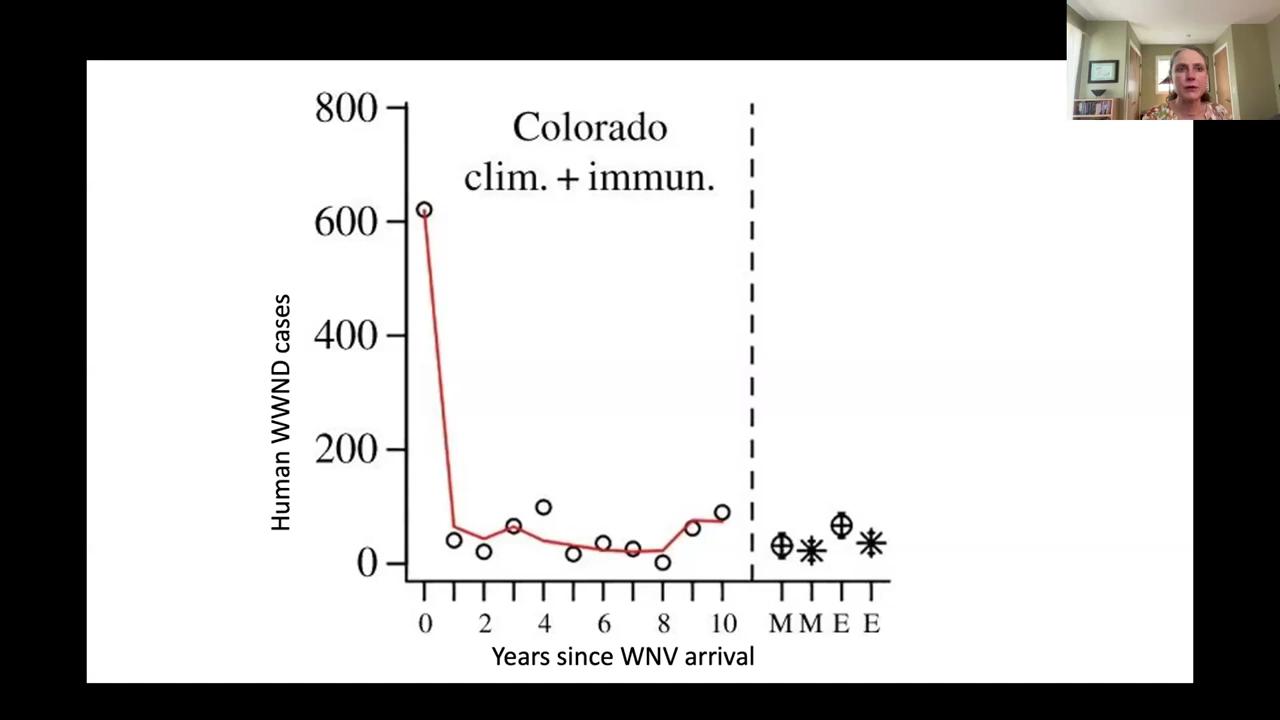 Colorado
clim. + immun.
800
600
400
200
0
Human WWND cases
0 2 4 6 8 10 M M E E
Years since WNV arrival